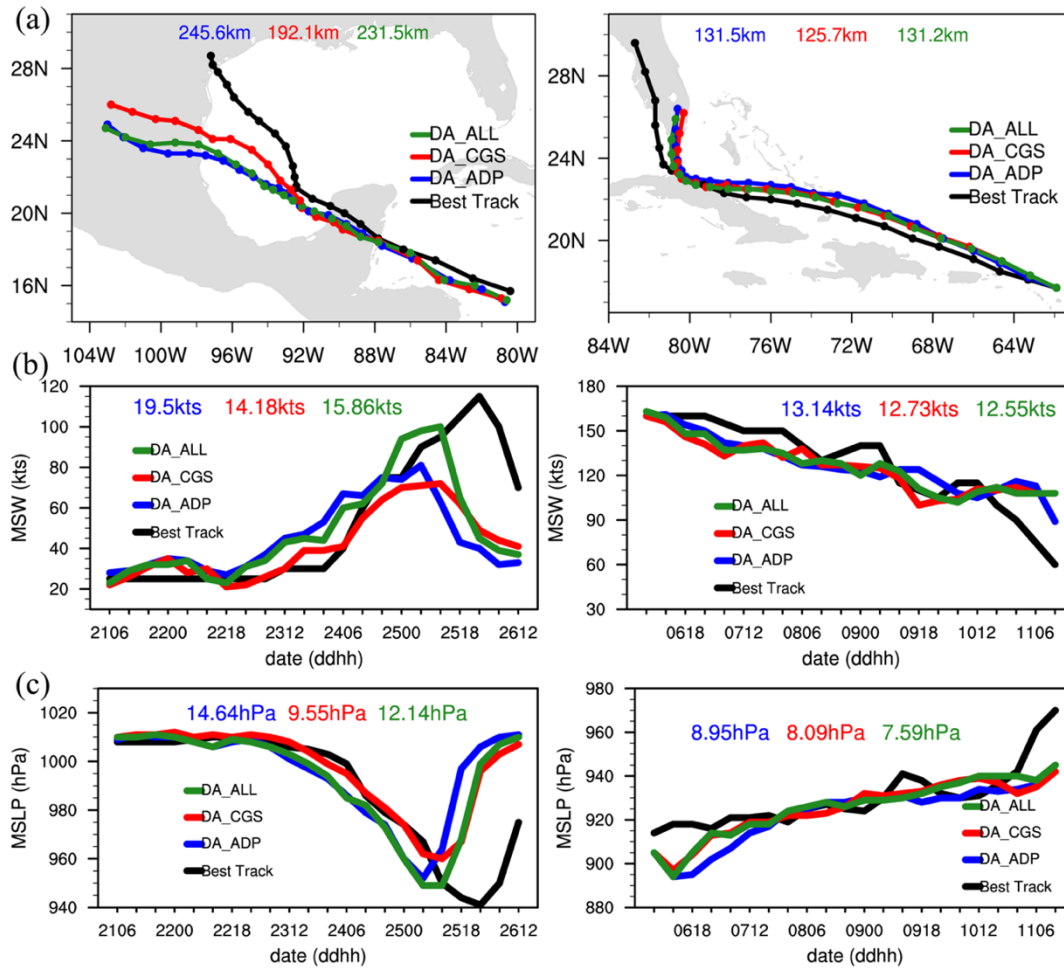 (a)
245.6km 192.1km 231.5km
28N
24N
20N
16N
DA_ALL
DA_CGS
DA_ADP
Best Track
104W 100W 96W 92W 88W 84W 80W
131.5km 125.7km 131.2km
28N
24N
20N
DA_ALL
DA_CGS
DA_ADP
Best Track
84W 80W 76W 72W 68W 64W
(b)
MSW (kts)
120
100
80
60
40
20
19.5kts 14.18kts 15.86kts
DA_ALL
DA_CGS
DA_ADP
Best Track
2106 2200 2218 2312 2406 2500 2518 2612
date (ddhh)
MSW (kts)
180
150
120
90
60
30
13.14kts 12.73kts 12.55kts
DA_ALL
DA_CGS
DA_ADP
Best Track
0618 0712 0806 0900 0918 1012 1106
date (ddhh)
(c)
MSLP (hPa)
1020
1000
980
960
940
14.64hPa 9.55hPa 12.14hPa
DA_ALL
DA_CGS
DA_ADP
Best Track
2106 2200 2218 2312 2406 2500 2518 2612
date (ddhh)
MSLP (hPa)
980
960
940
920
900
880
8.95hPa 8.09hPa 7.59hPa
DA_ALL
DA_CGS
DA_ADP
Best Track
0618 0712 0806 0900 0918 1012 1106
date (ddhh)